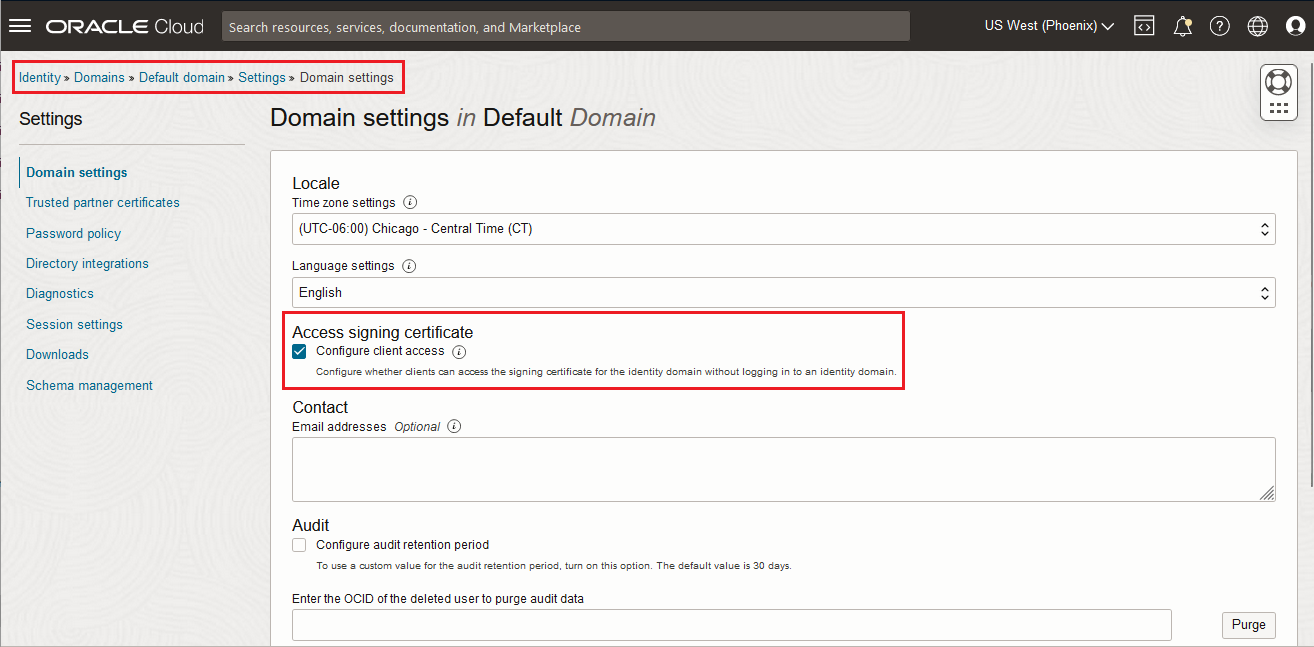 ORACLE Cloud
Search resources, services, documentation, and Marketplace
US West (Phoenix)
Identity » Domains » Default domain » Settings » Domain settings
Settings
Domain settings
Trusted partner certificates
Password policy
Directory integrations
Diagnostics
Session settings
Downloads
Schema management
Domain settings in Default Domain
Locale
Time zone settings
(UTC-06:00) Chicago - Central Time (CT)
Language settings
English
Access signing certificate
Configure client access
Configure whether clients can access the signing certificate for the identity domain without logging in to an identity domain.
Contact
Email addresses Optional
Audit
Configure audit retention period
To use a custom value for the audit retention period, turn on this option. The default value is 30 days.
Enter the OCID of the deleted user to purge audit data
Purge